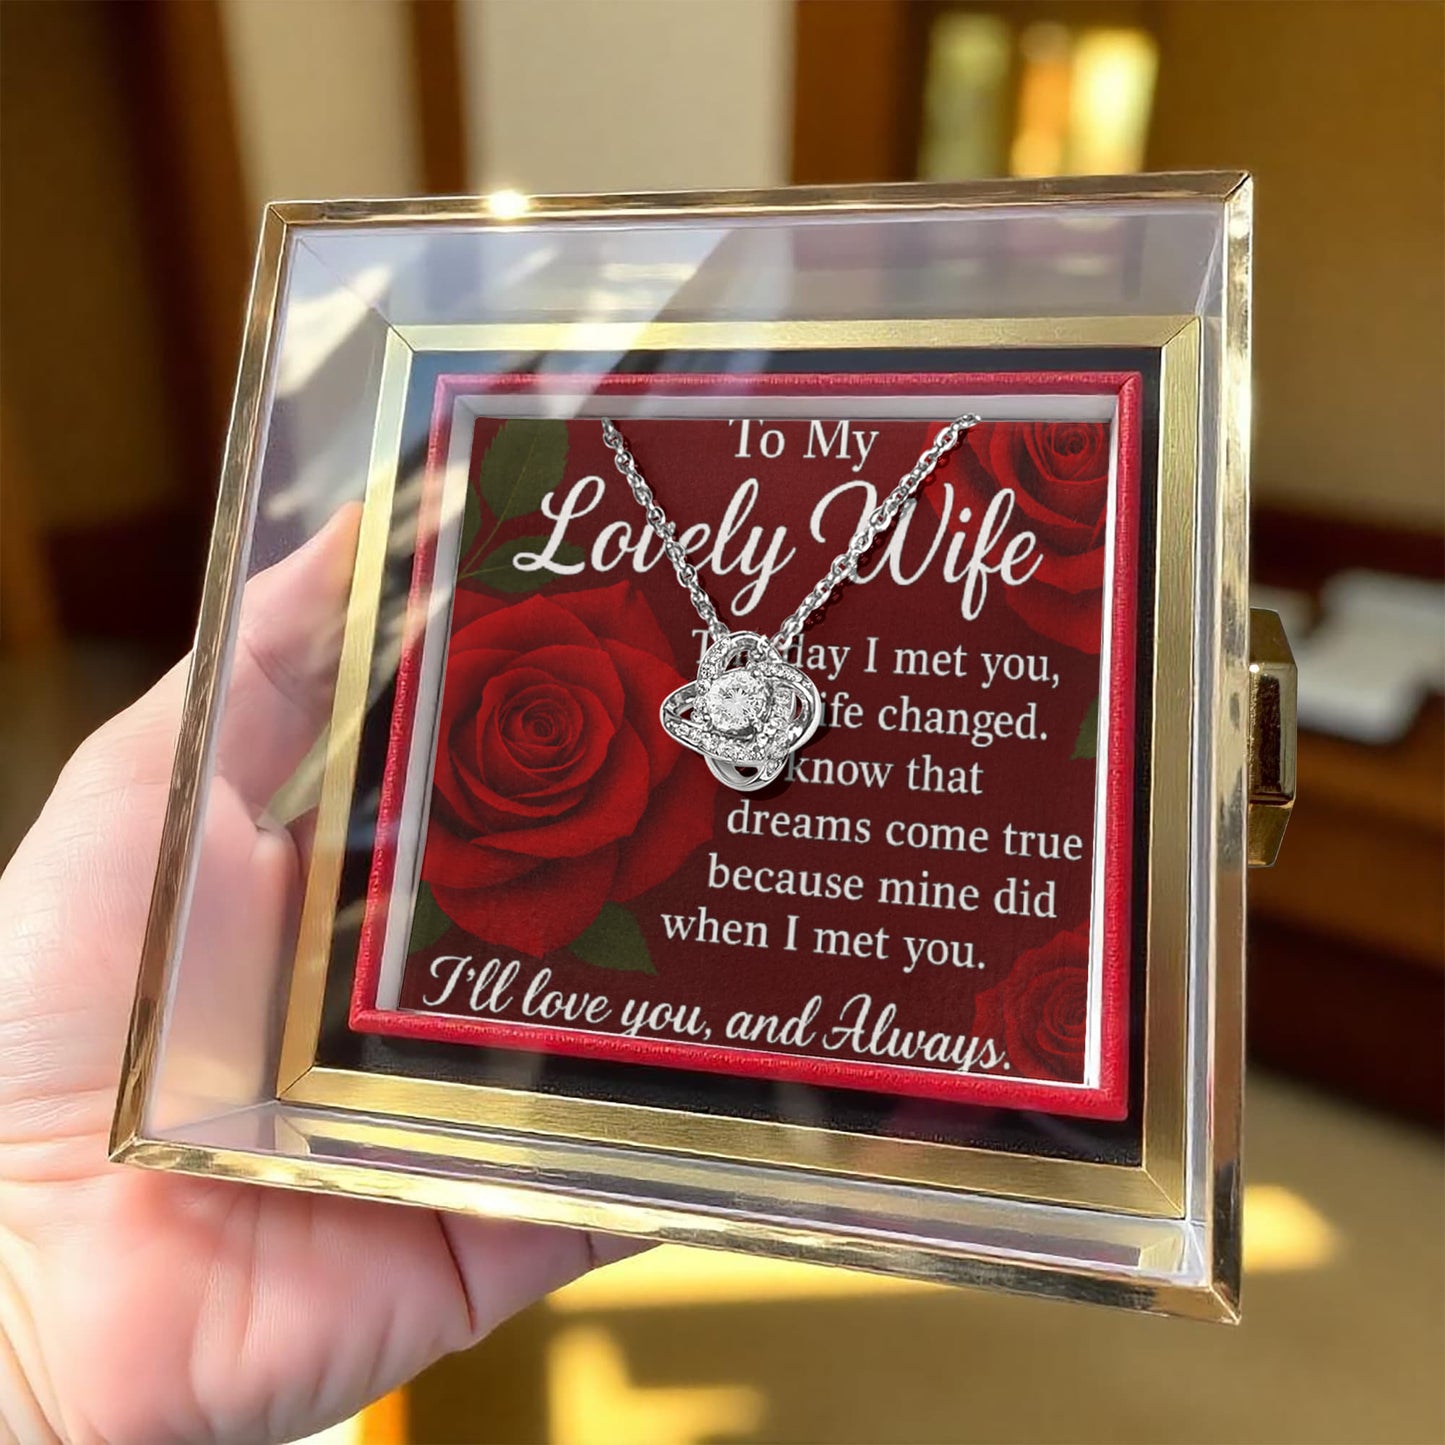 To My
Lovely Wife
day I met you,
life changed.
know that
dreams come true
because mine did
when I met you.
I'll love you, and Always.